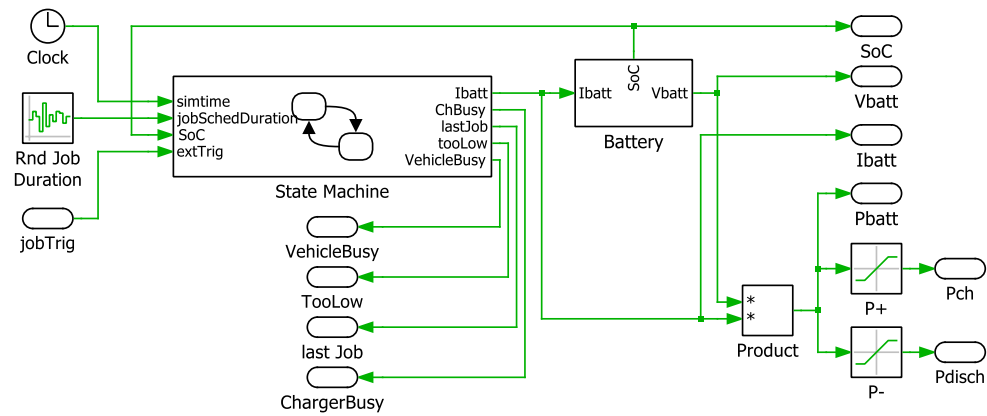 Clock
Rnd Job
Duration
jobTrig
simtime
jobSchedDuration
SoC
extTrig
Ibatt
ChBusy
lastJob
tooLow
VehicleBusy
State Machine
VehicleBusy
TooLow
last Job
ChargerBusy
Ibatt
SoC
Vbatt
Battery
*
*
Product
SoC
Vbatt
Ibatt
Pbatt
P+
Pch
P-
Pdisch